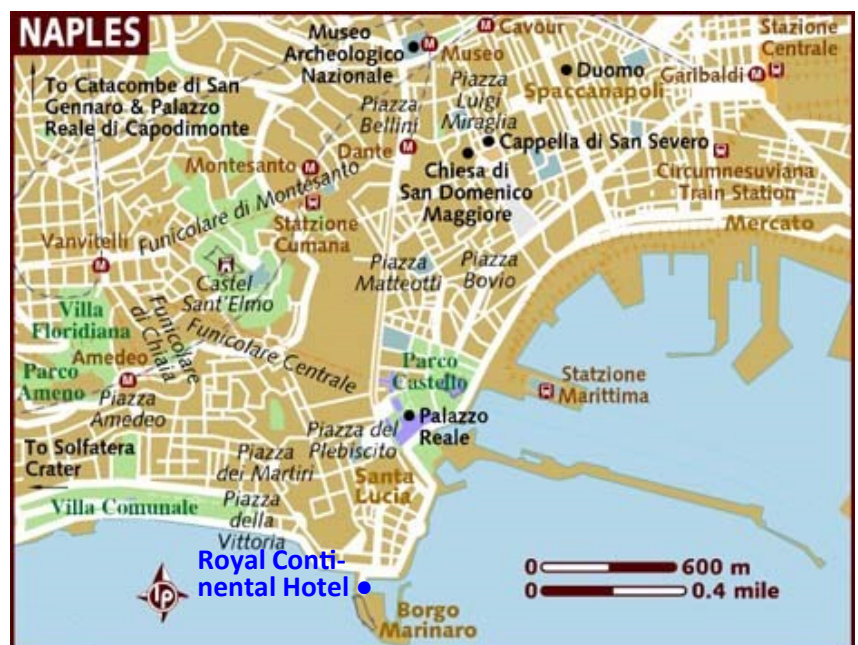 NAPLES
Museo
Archeologico
Nazionale
Museo
Cavour
Stazione
Centrale
Garibaldi
Duomo
Spaccanapoli
To Catacombe di San
Gennaro & Palazzo
Reale di Capodimonte
Piazza
Bellini
Piazza
Luigi
Miraglia
Cappella di San Severo
Dante
Chiesa di
San Domenico
Maggiore
Circumnesuviana
Train Station
Montesanto
Funicolare di Montesanto
Statzione
Cumana
Mercato
Vanvitelli
Castel
Sant'Elmo
Piazza
Matteotti
Piazza
Bovio
Villa
Floridiana
Funicolare
di Chiaia
Funicolare Centrale
Amedeo
Parco
Ameno
Piazza
Amedeo
Parco
Castello
Statzione
Marittima
Palazzo
Reale
Piazza del
Plebiscito
To Solfatera
Crater
Piazza
dei Martiri
Santa
Lucia
Villa Comunale
Piazza
della
Vittoria
Royal Conti-
nental Hotel
Borgo
Marinaro
0 600 m
0 0.4 mile
lp
M
M
M
M
M
M
M